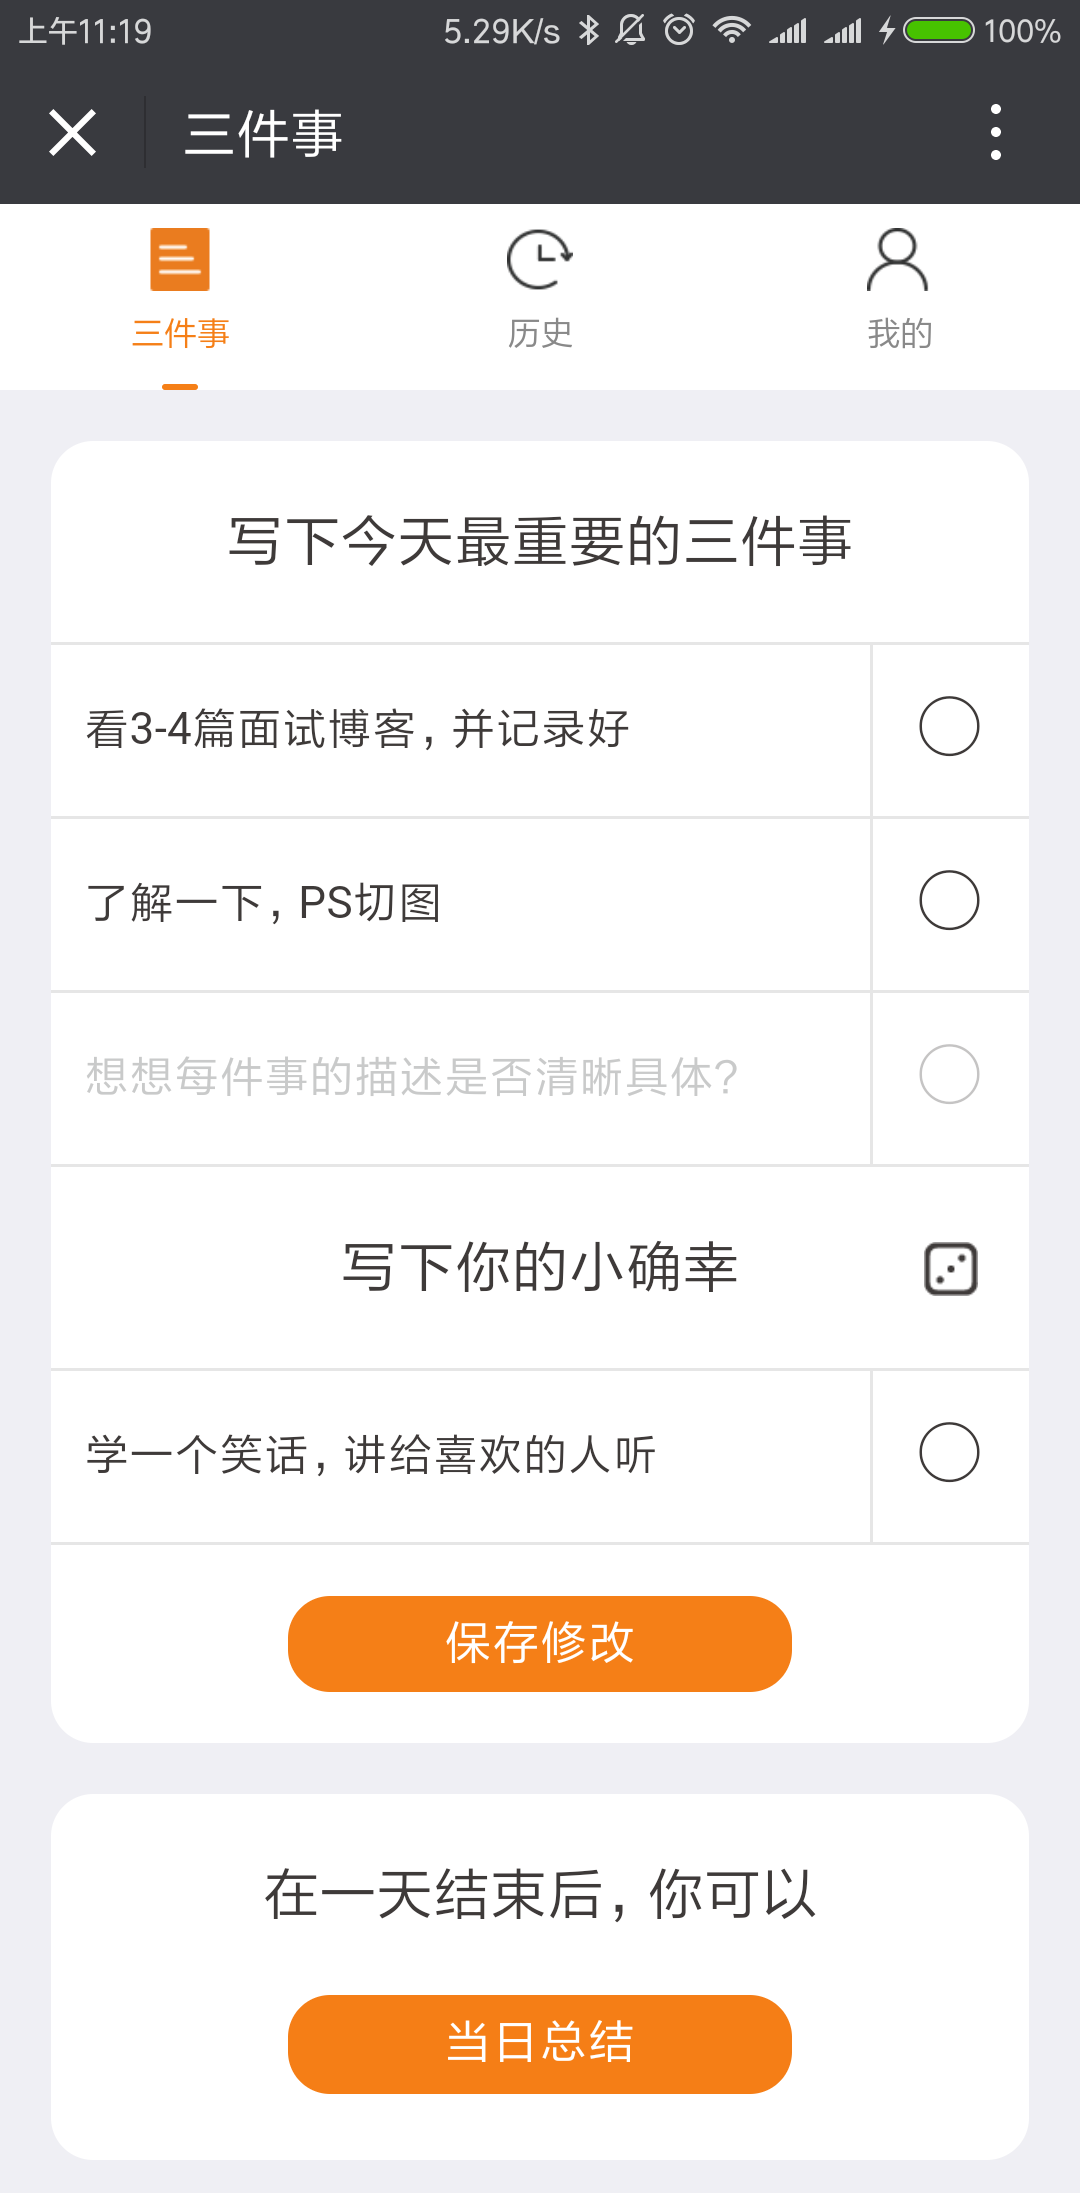 上午11:19 5.29K/s 100%
三件事
三件事 历史 我的
写下今天最重要的三件事
看3-4篇面试博客，并记录好
了解一下，PS切图
想想每件事的描述是否清晰具体？
写下你的小确幸
学一个笑话，讲给喜欢的人听
保存修改
在一天结束后，你可以
当日总结